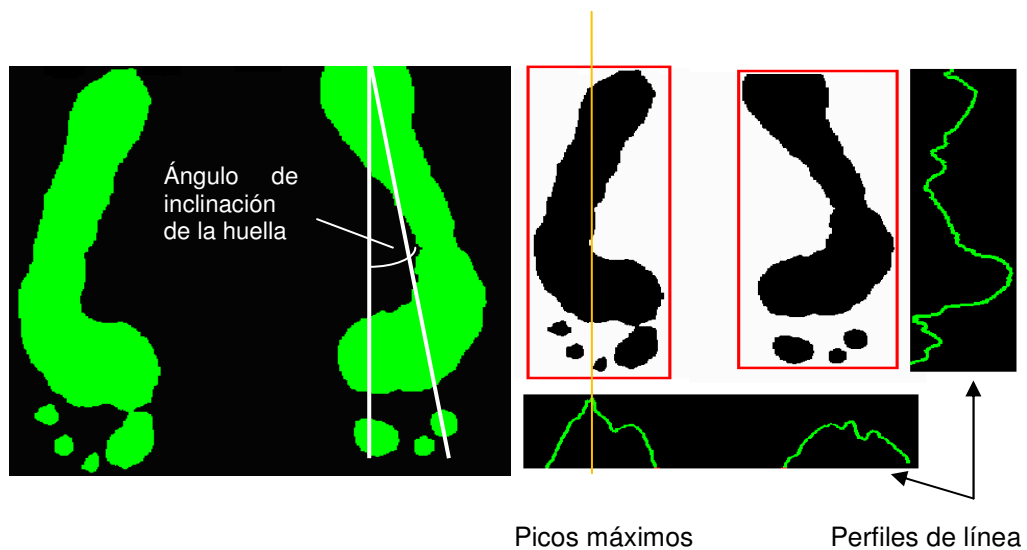 Ángulo de
inclinación
de la huella
Picos máximos
Perfiles de línea